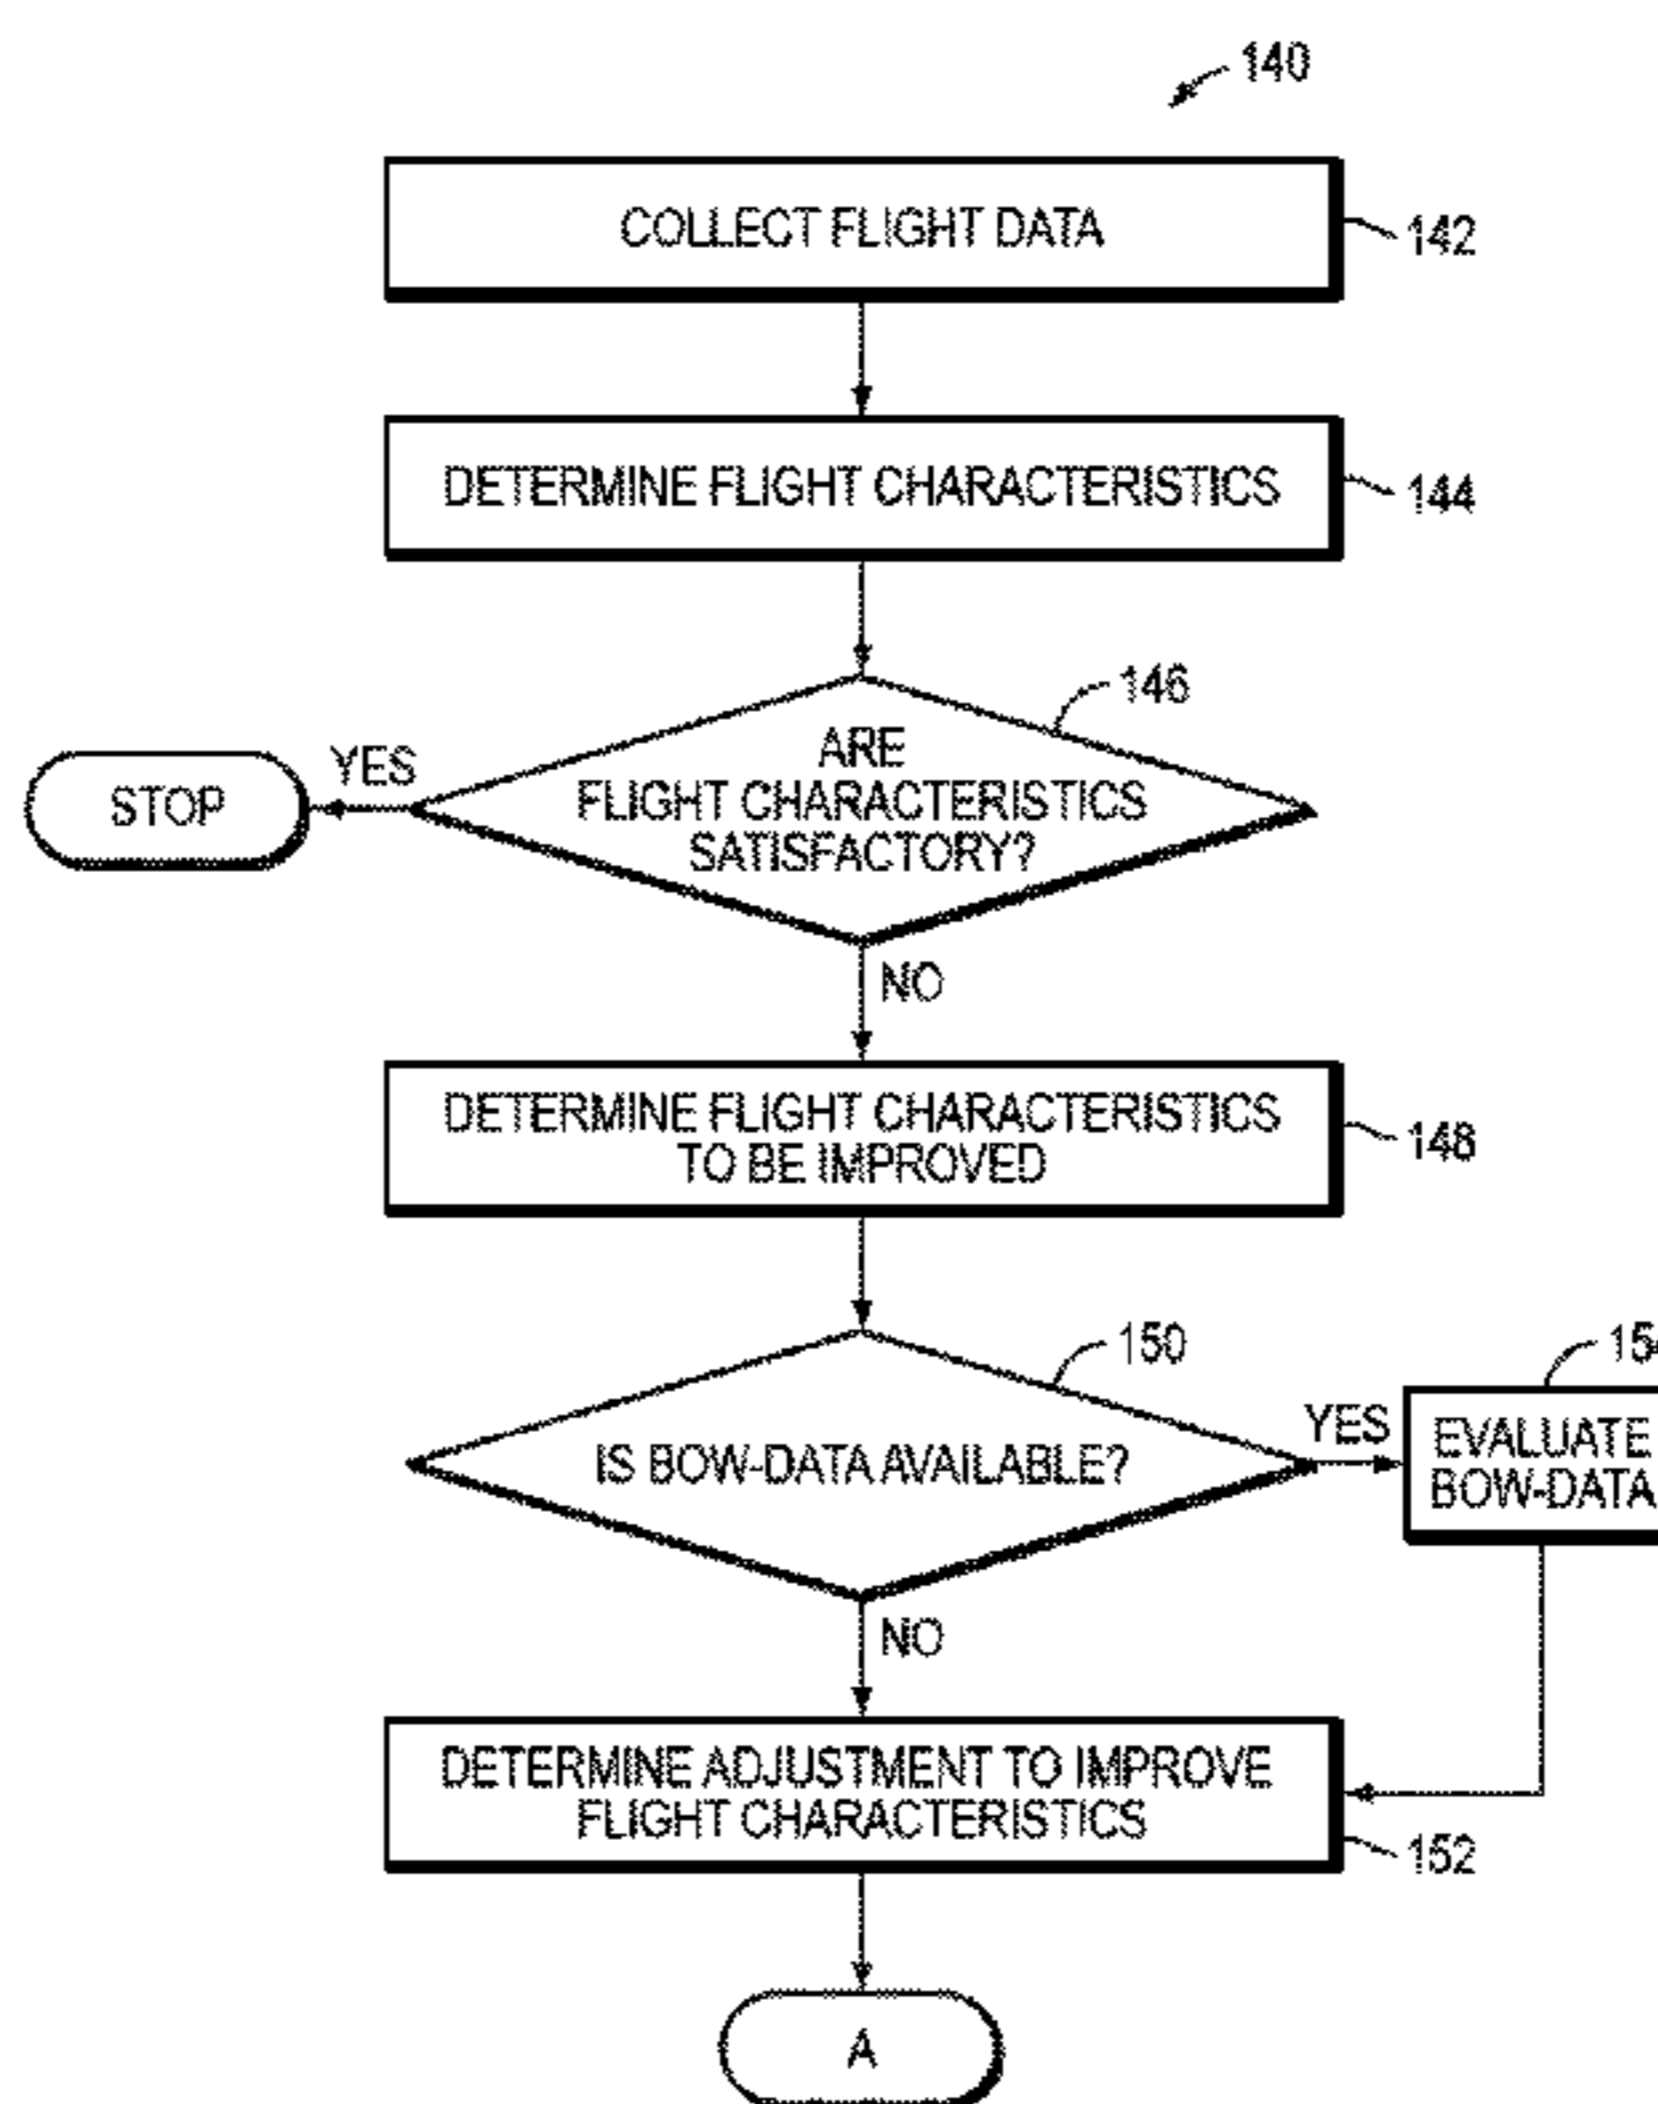 140
COLLECT FLIGHT DATA
142
DETERMINE FLIGHT CHARACTERISTICS
144
146
ARE
FLIGHT CHARACTERISTICS
SATISFACTORY?
YES
STOP
NO
DETERMINE FLIGHT CHARACTERISTICS
TO BE IMPROVED
148
150
IS BOW-DATA AVAILABLE?
YES
EVALUATE
BOW-DATA
NO
DETERMINE ADJUSTMENT TO IMPROVE
FLIGHT CHARACTERISTICS
152
A